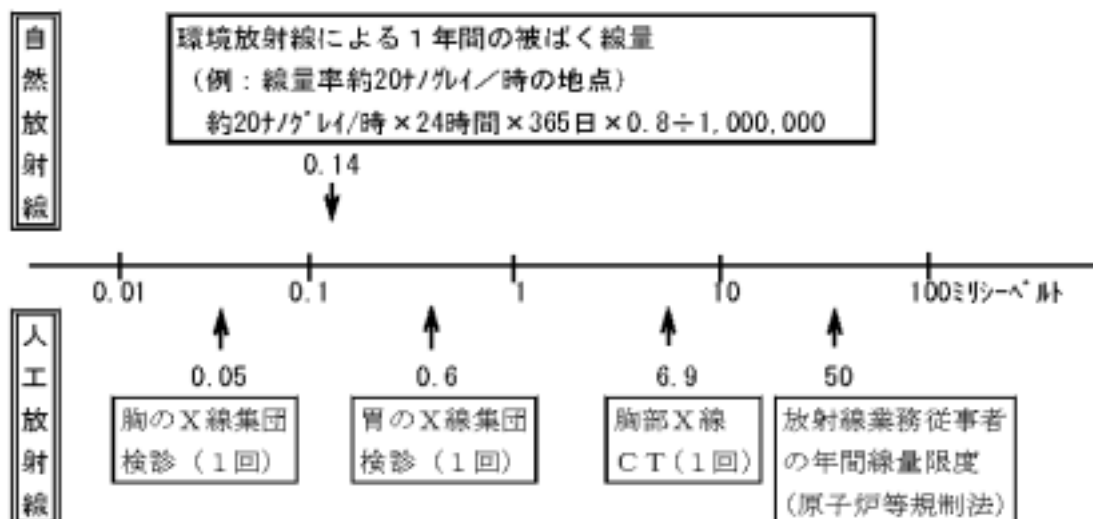 自然放射線
環境放射線による1年間の被ばく線量
(例:線量率約20ナノグレイ/時の地点)
約20ナノグレイ/時×24時間×365日×0.8÷1,000,000
0.14
0.01
0.1
1
10
100ミリシーベルト
人工放射線
0.05
0.6
6.9
50
胸のX線集団
検診(1回)
胃のX線集団
検診(1回)
胸部X線
CT(1回)
放射線業務従事者
の年間線量限度
(原子炉等規制法)